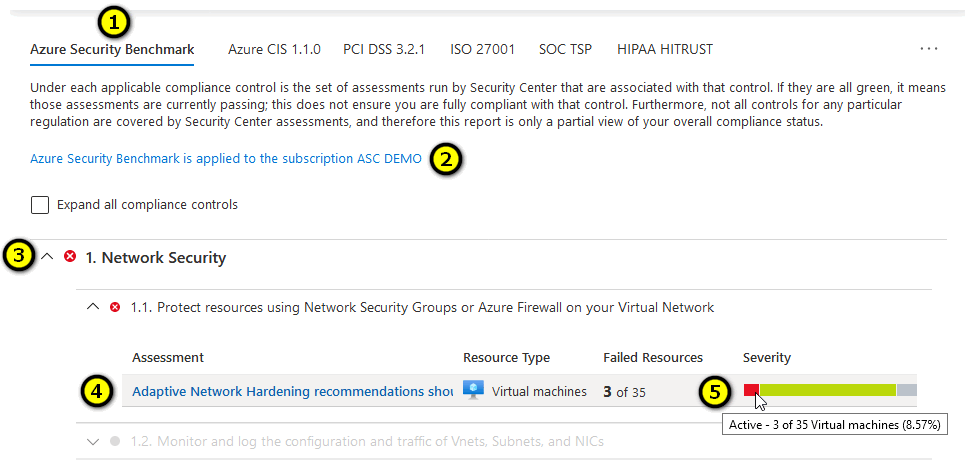 1
Azure Security Benchmark Azure CIS 1.1.0 PCI DSS 3.2.1 ISO 27001 SOC TSP HIPAA HITRUST ...
Under each applicable compliance control is the set of assessments run by Security Center that are associated with that control. If they are all green, it means
those assessments are currently passing; this does not ensure you are fully compliant with that control. Furthermore, not all controls for any particular
regulation are covered by Security Center assessments, and therefore this report is only a partial view of your overall compliance status.
Azure Security Benchmark is applied to the subscription ASC DEMO 2
Expand all compliance controls
3 1. Network Security
1.1. Protect resources using Network Security Groups or Azure Firewall on your Virtual Network
Assessment Resource Type Failed Resources Severity
4 Adaptive Network Hardening recommendations shou Virtual machines 3 of 35 5
Active - 3 of 35 Virtual machines (8.57%)
1.2. Monitor and log the configuration and traffic of Vnets, Subnets, and NICs